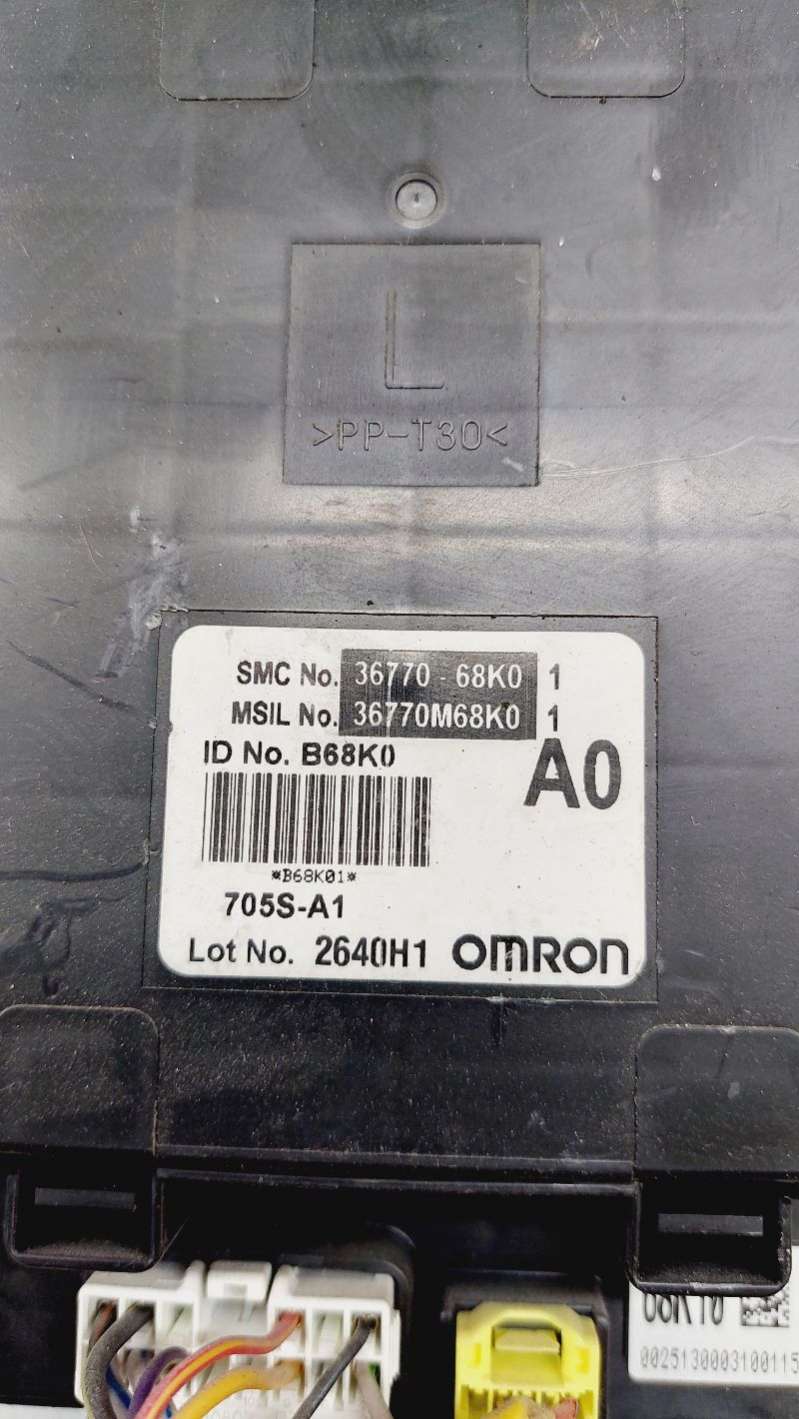 L
>PP-T30<
SMC No. 36770 - 68K0 1
MSIL No. 36770M68K0 1
ID No. B68K0
A0
*B68K01*
705S-A1
Lot No. 2640H1 OMRON
68K10
0025130003100115